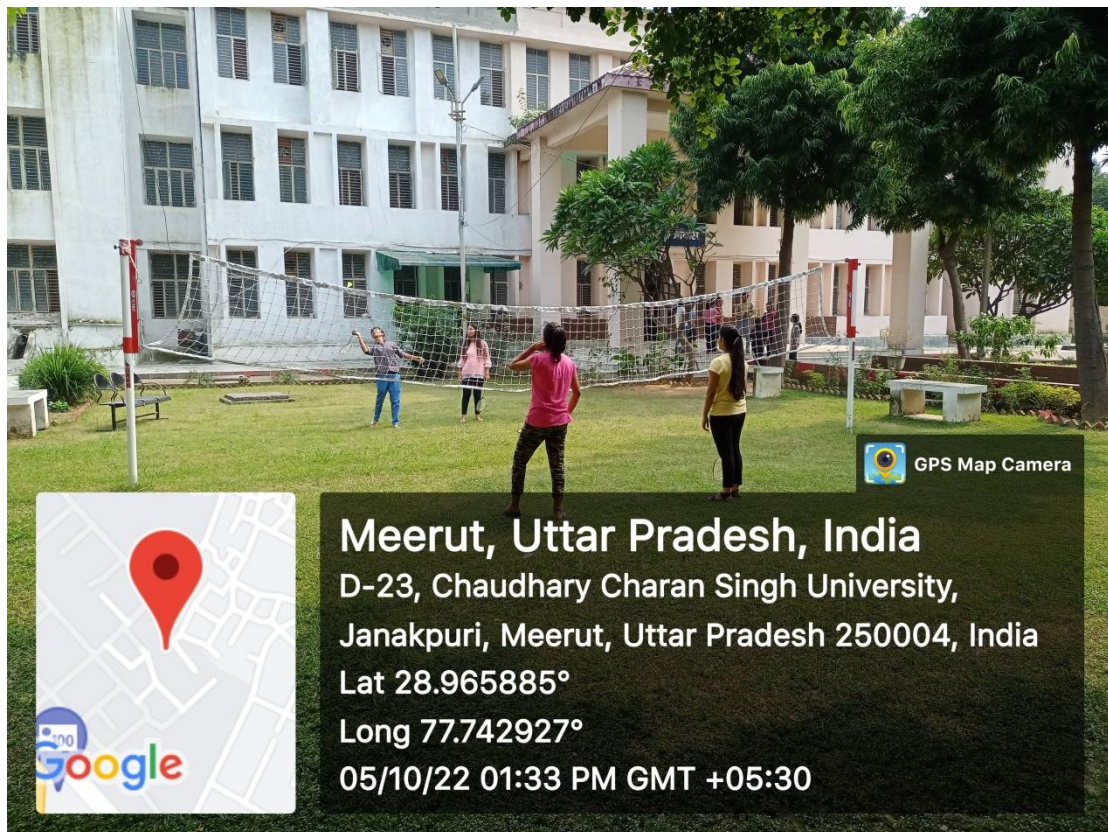 GPS Map Camera
Meerut, Uttar Pradesh, India
D-23, Chaudhary Charan Singh University,
Janakpuri, Meerut, Uttar Pradesh 250004, India
Lat 28.965885°
Long 77.742927°
05/10/22 01:33 PM GMT +05:30
Google